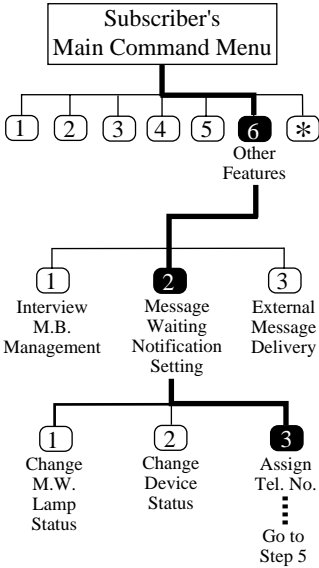 Subscriber's
Main Command Menu
1 2 3 4 5 6 *
Other
Features
1 2 3
Interview
M.B.
Management
Message
Waiting
Notification
Setting
External
Message
Delivery
1 2 3
Change
M.W.
Lamp
Status
Change
Device
Status
Assign
Tel. No.
Go to
Step 5